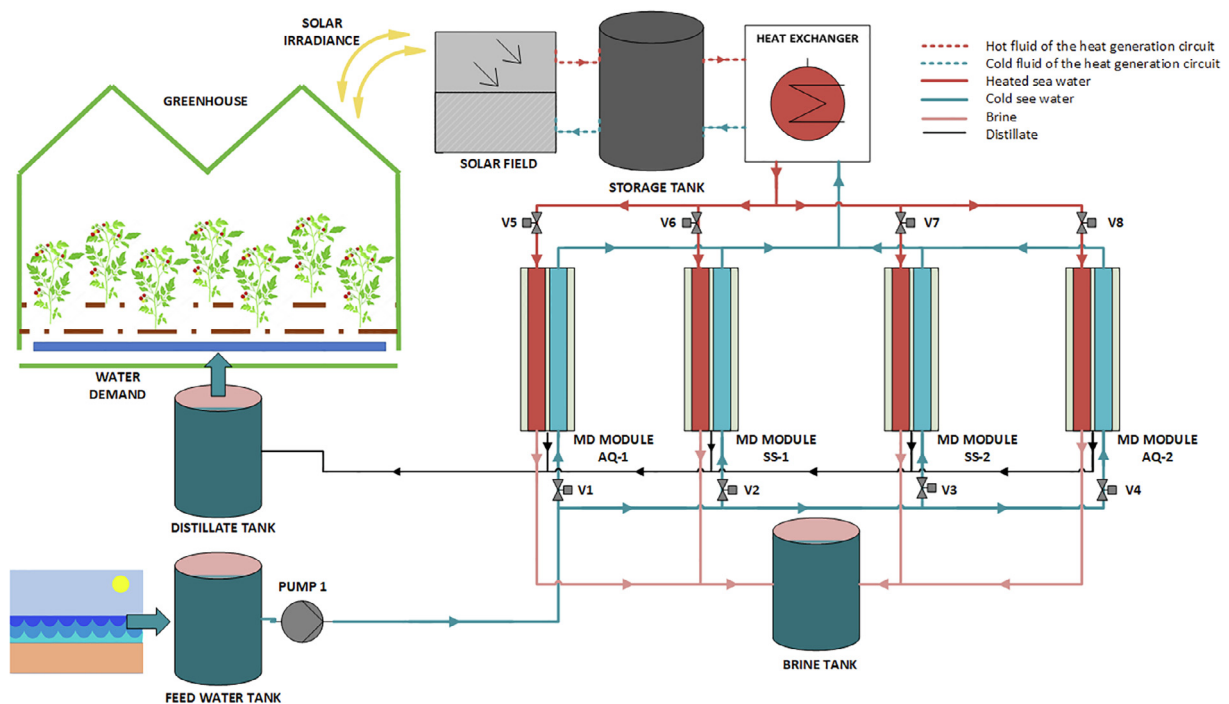 SOLAR
IRRADIANCE
GREENHOUSE
SOLAR FIELD
STORAGE TANK
HEAT EXCHANGER
Hot fluid of the heat generation circuit
Cold fluid of the heat generation circuit
Heated sea water
Cold see water
Brine
Distillate
V5
V6
V7
V8
WATER
DEMAND
MD MODULE
AQ-1
MD MODULE
SS-1
MD MODULE
SS-2
MD MODULE
AQ-2
V1
V2
V3
V4
DISTILLATE TANK
PUMP 1
FEED WATER TANK
BRINE TANK